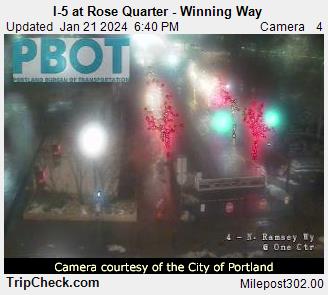 I-5 at Rose Quarter - Winning Way
Updated Jan 21 2024 6:40 PM Camera 4
PBOT
PORTLAND BUREAU OF TRANSPORTATION
4 - N. Ramsey Wy
@ One Ctr
Camera courtesy of the City of Portland
TripCheck.com Milepost302.00